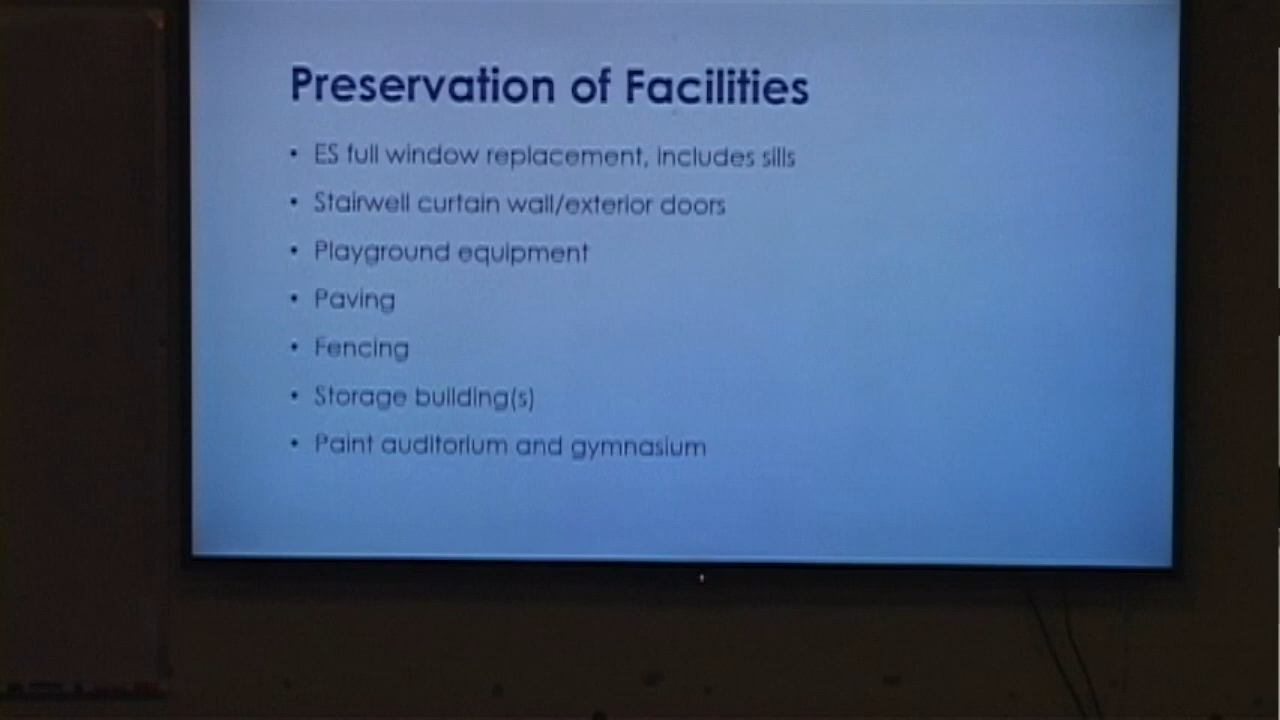 Preservation of Facilities
• ES full window replacement, includes sills
• Stairwell curtain wall/exterior doors
• Playground equipment
• Paving
• Fencing
• Storage building(s)
• Paint auditorium and gymnasium